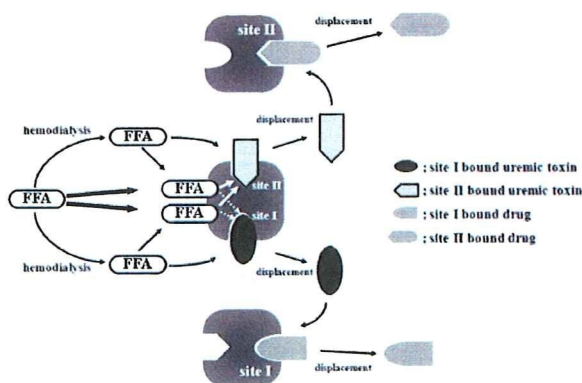 site II
displacement
displacement
hemodialysis
FFA
FFA
FFA
FFA
FFA
site II
site I
hemodialysis
displacement
site I
displacement
: site I bound uremic toxin
: site II bound uremic toxin
: site I bound drug
: site II bound drug